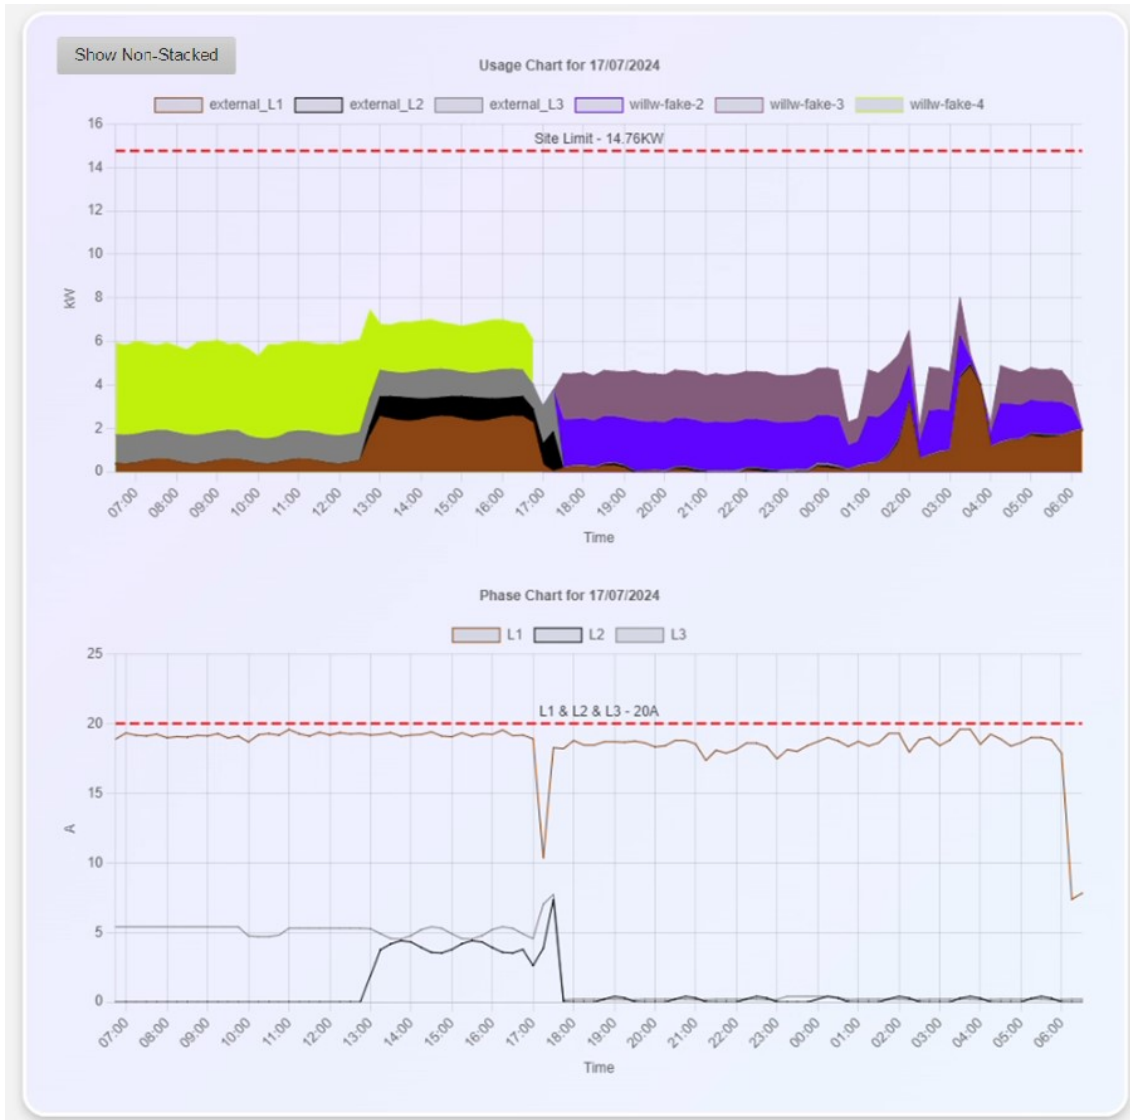 Show Non-Stacked
Usage Chart for 17/07/2024
external_L1 external_L2 external_L3 willw-fake-2 willw-fake-3 willw-fake-4
16
Site Limit - 14.76KW
14
12
10
8
6
4
2
0
kW
07:00 08:00 09:00 10:00 11:00 12:00 13:00 14:00 15:00 16:00 17:00 18:00 19:00 20:00 21:00 22:00 23:00 00:00 01:00 02:00 03:00 04:00 05:00 06:00
Time
Phase Chart for 17/07/2024
L1 L2 L3
25
L1 & L2 & L3 - 20A
20
15
10
5
0
A
07:00 08:00 09:00 10:00 11:00 12:00 13:00 14:00 15:00 16:00 17:00 18:00 19:00 20:00 21:00 22:00 23:00 00:00 01:00 02:00 03:00 04:00 05:00 06:00
Time